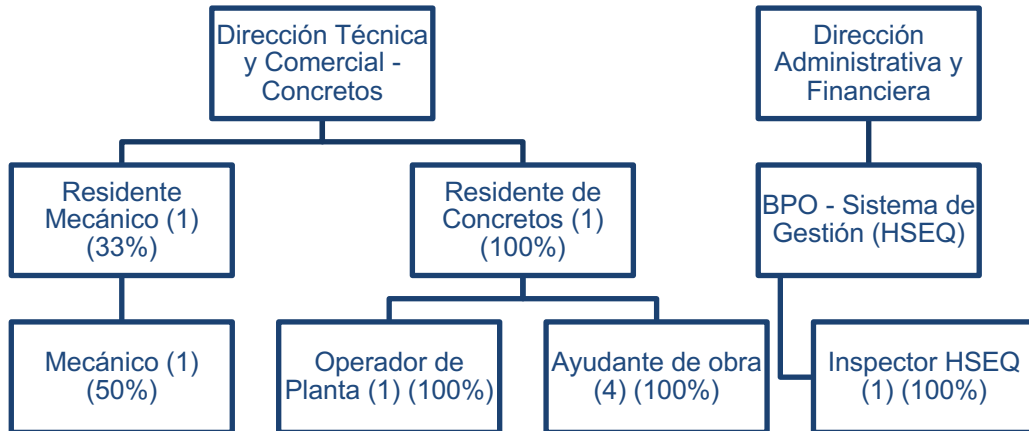 Dirección Técnica
y Comercial -
Concretos
Dirección
Administrativa y
Financiera
Residente
Mecánico (1)
(33%)
Residente de
Concretos (1)
(100%)
BPO - Sistema de
Gestión (HSEQ)
Mecánico (1)
(50%)
Operador de
Planta (1) (100%)
Ayudante de obra
(4) (100%)
Inspector HSEQ
(1) (100%)